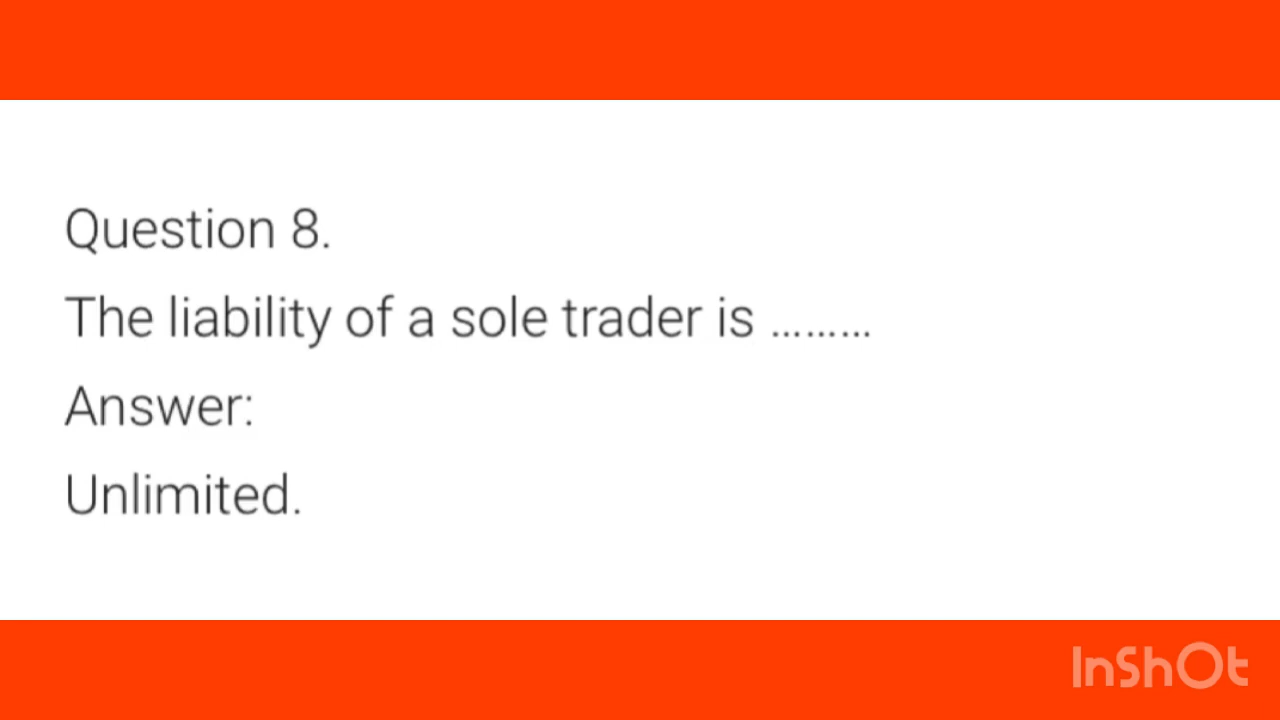 Question 8.
The liability of a sole trader is .........
Answer:
Unlimited.
InShOt